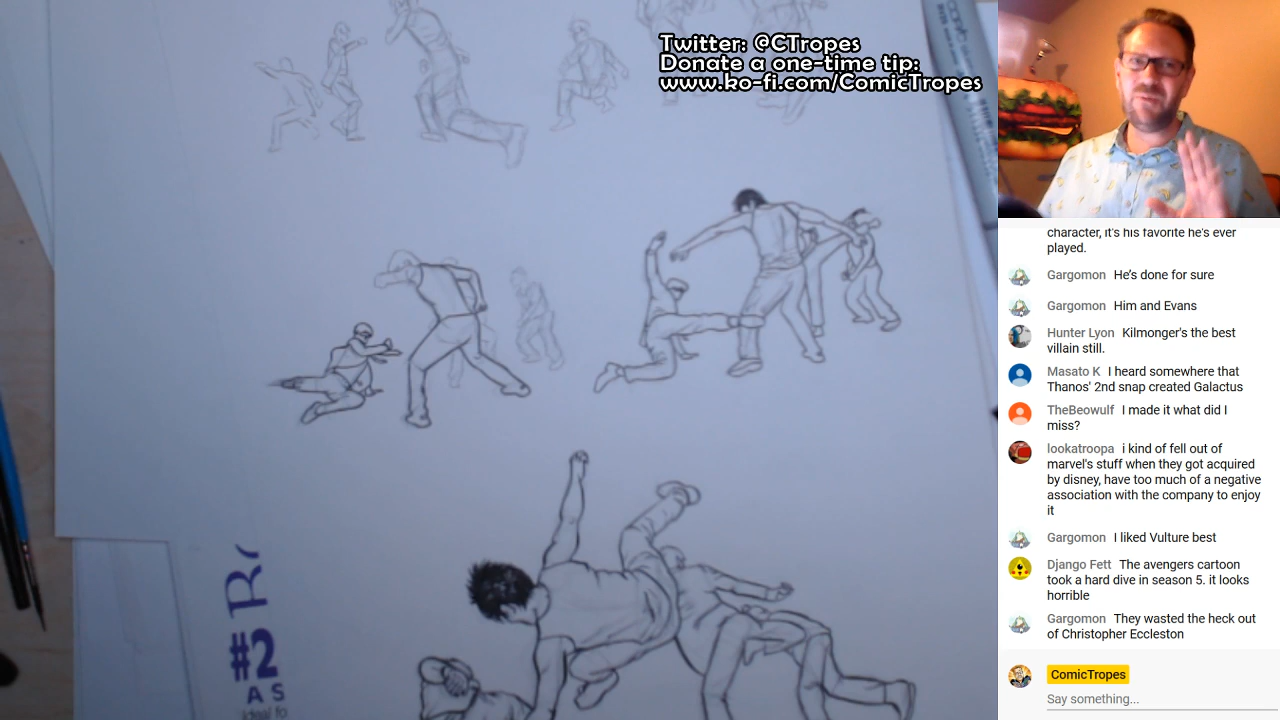 Twitter: @CTropes
Donate a one-time tip:
www.ko-fi.com/ComicTropes
character, it's his favorite he's ever
played.
Gargomon He's done for sure
Gargomon Him and Evans
Hunter Lyon Kilmonger's the best
villain still.
Masato K I heard somewhere that
Thanos' 2nd snap created Galactus
TheBeowulf I made it what did I
miss?
lookatroopa i kind of fell out of
marvel's stuff when they got acquired
by disney, have too much of a negative
association with the company to enjoy
it
Gargomon I liked Vulture best
Django Fett The avengers cartoon
took a hard dive in season 5. it looks
horrible
Gargomon They wasted the heck out
of Christopher Eccleston
ComicTropes
Say something...
#2
AS
ideal fo